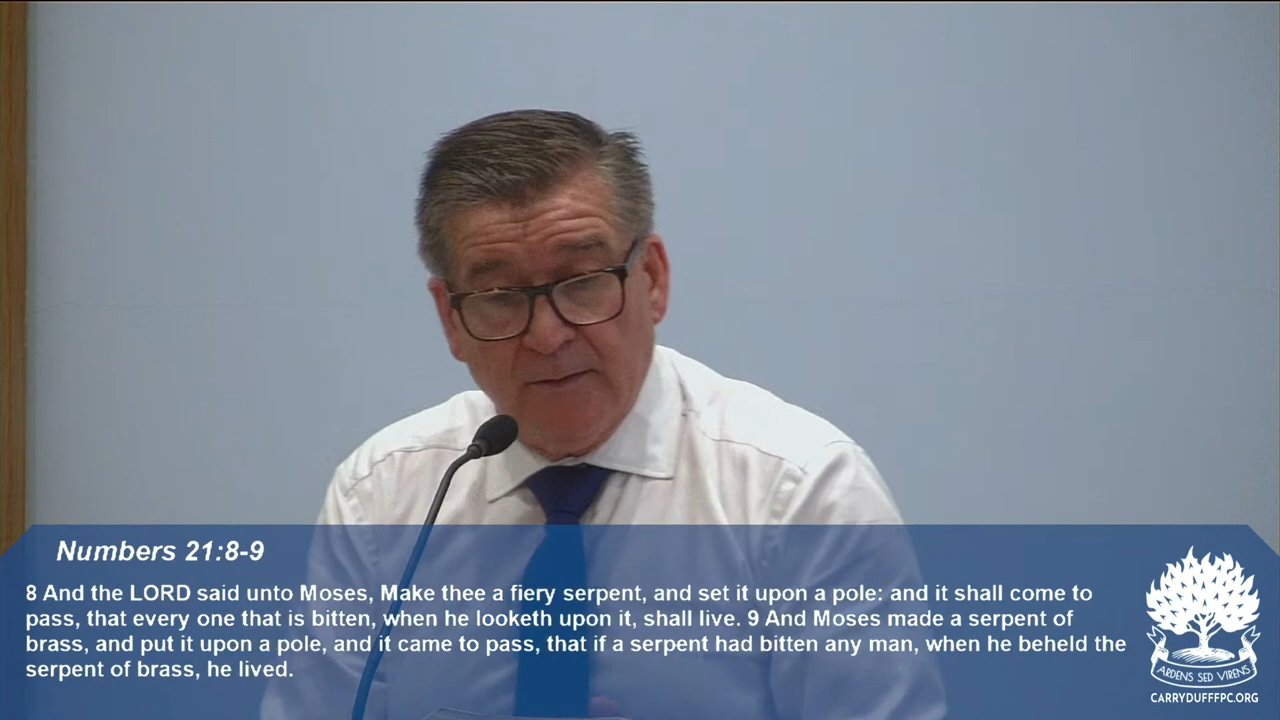 Numbers 21:8-9
8 And the LORD said unto Moses, Make thee a fiery serpent, and set it upon a pole: and it shall come to
pass, that every one that is bitten, when he looketh upon it, shall live. 9 And Moses made a serpent of
brass, and put it upon a pole, and it came to pass, that if a serpent had bitten any man, when he beheld the
serpent of brass, he lived.
ARDENS SED VIRENS
CARRYDUFFFPC.ORG